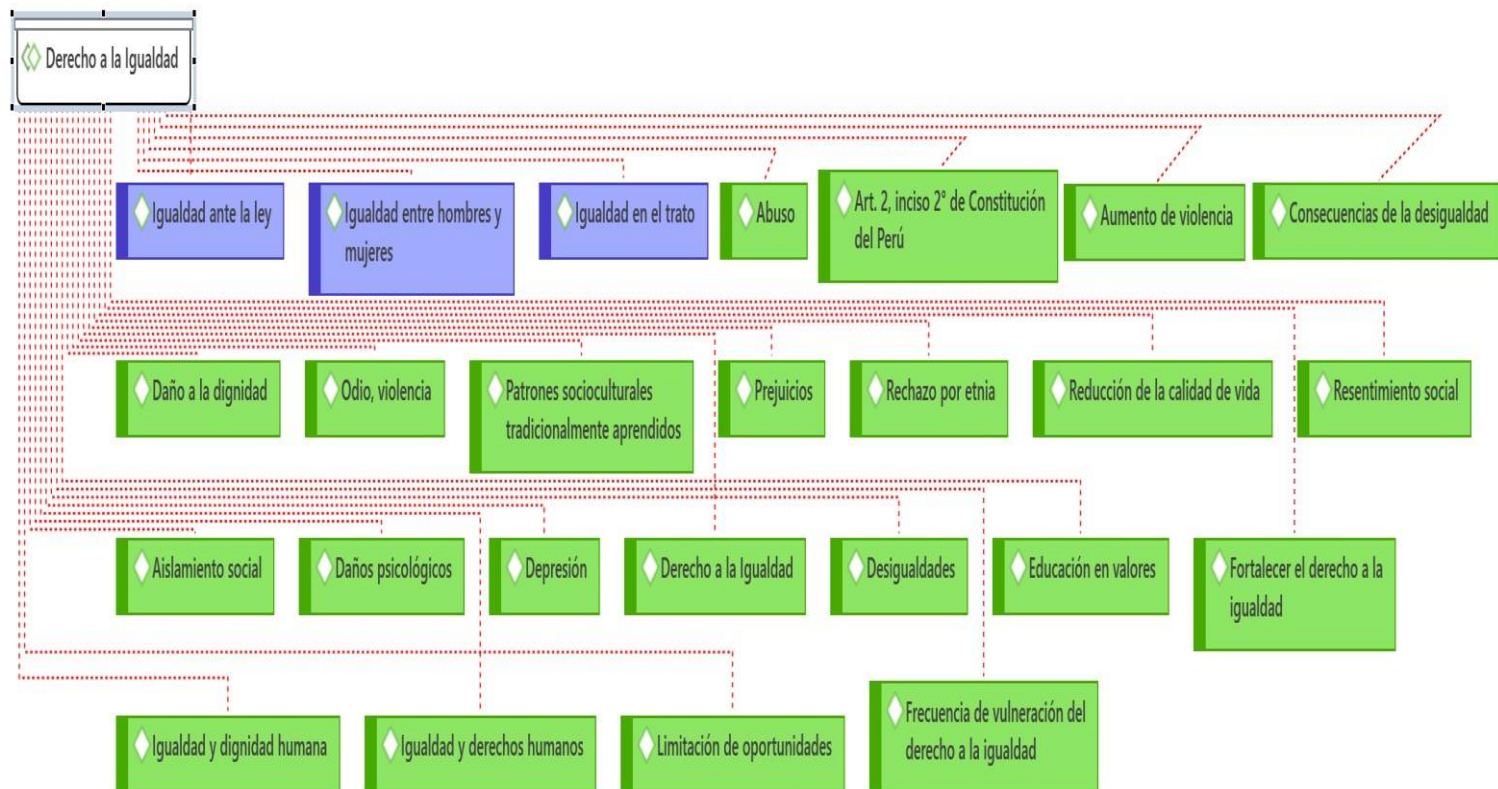 Derecho a la Igualdad
Igualdad ante la ley
Igualdad entre hombres y
mujeres
Igualdad en el trato
Abuso
Art. 2, inciso 2° de Constitución
del Perú
Aumento de violencia
Consecuencias de la desigualdad
Daño a la dignidad
Odio, violencia
Patrones socioculturales
tradicionalmente aprendidos
Prejuicios
Rechazo por etnia
Reducción de la calidad de vida
Resentimiento social
Aislamiento social
Daños psicológicos
Depresión
Derecho a la Igualdad
Desigualdades
Educación en valores
Fortalecer el derecho a la
igualdad
Igualdad y dignidad humana
Igualdad y derechos humanos
Limitación de oportunidades
Frecuencia de vulneración del
derecho a la igualdad